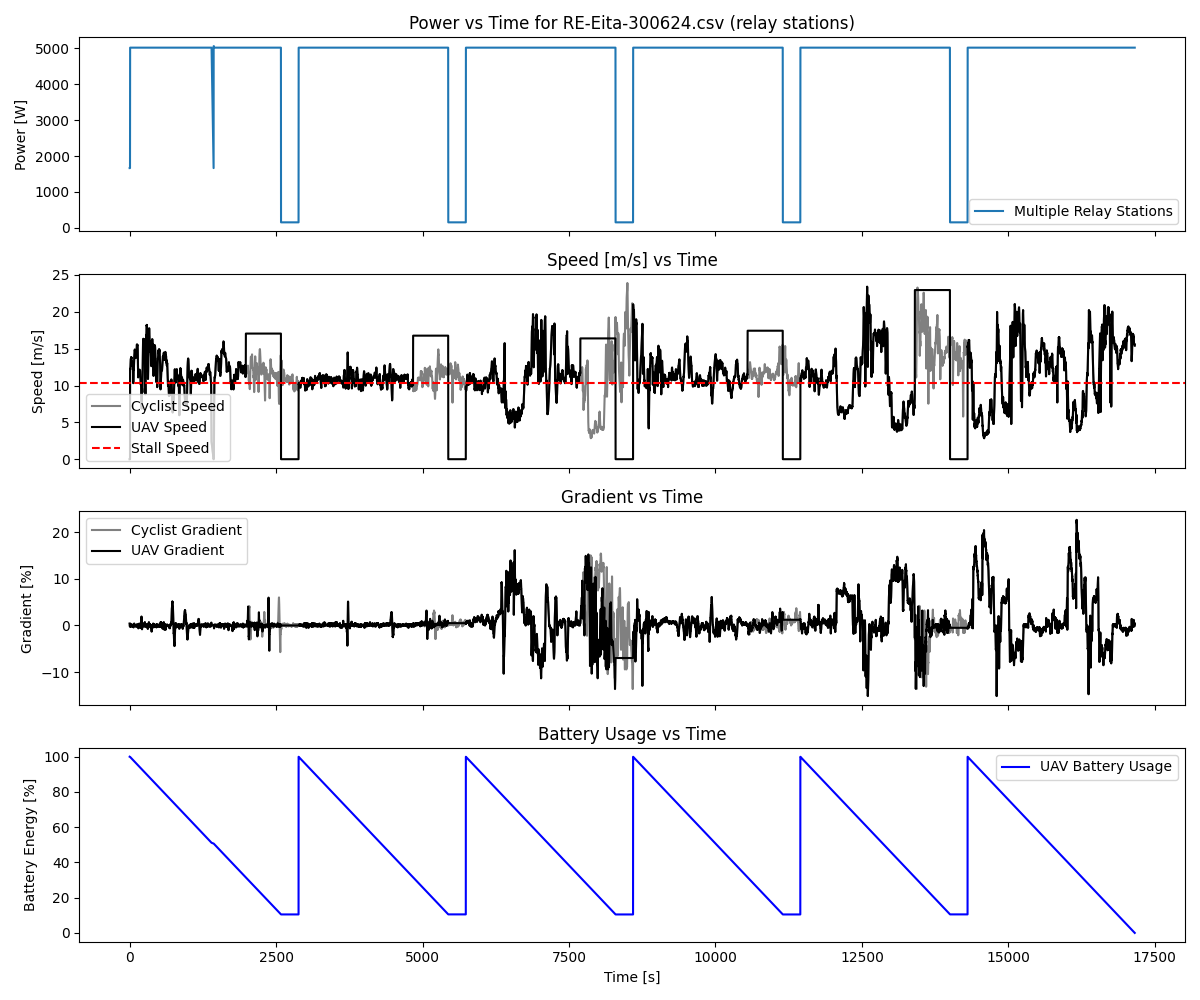 Power vs Time for RE-Eita-300624.csv (relay stations)
Power [W]
5000
4000
3000
2000
1000
0
Multiple Relay Stations
Speed [m/s] vs Time
Speed [m/s]
25
20
15
10
5
0
Cyclist Speed
UAV Speed
Stall Speed
Gradient vs Time
Gradient [%]
20
10
0
−10
Cyclist Gradient
UAV Gradient
Battery Usage vs Time
Battery Energy [%]
100
80
60
40
20
0
UAV Battery Usage
0 2500 5000 7500 10000 12500 15000 17500
Time [s]